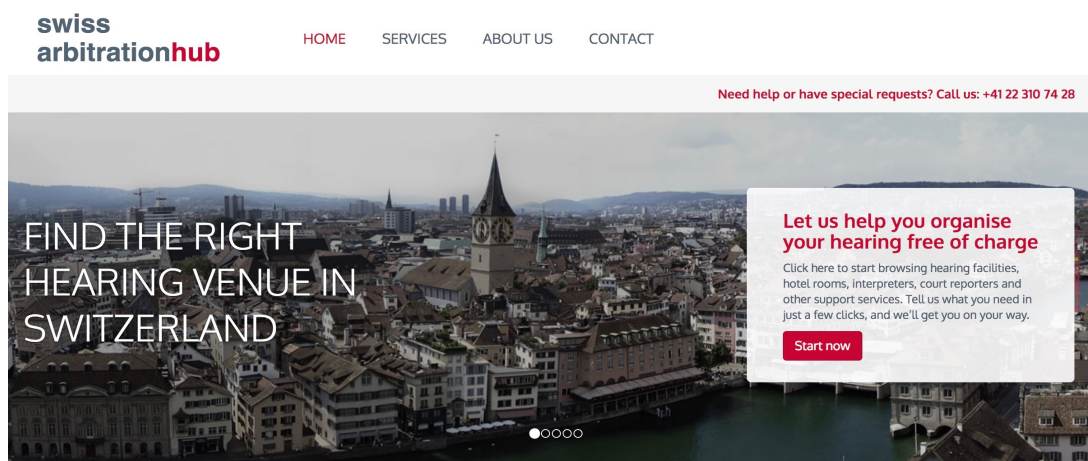 swiss
arbitrationhub
HOME SERVICES ABOUT US CONTACT
Need help or have special requests? Call us: +41 22 310 74 28
FIND THE RIGHT
HEARING VENUE IN
SWITZERLAND
Let us help you organise
your hearing free of charge
Click here to start browsing hearing facilities,
hotel rooms, interpreters, court reporters and
other support services. Tell us what you need in
just a few clicks, and we'll get you on your way.
Start now